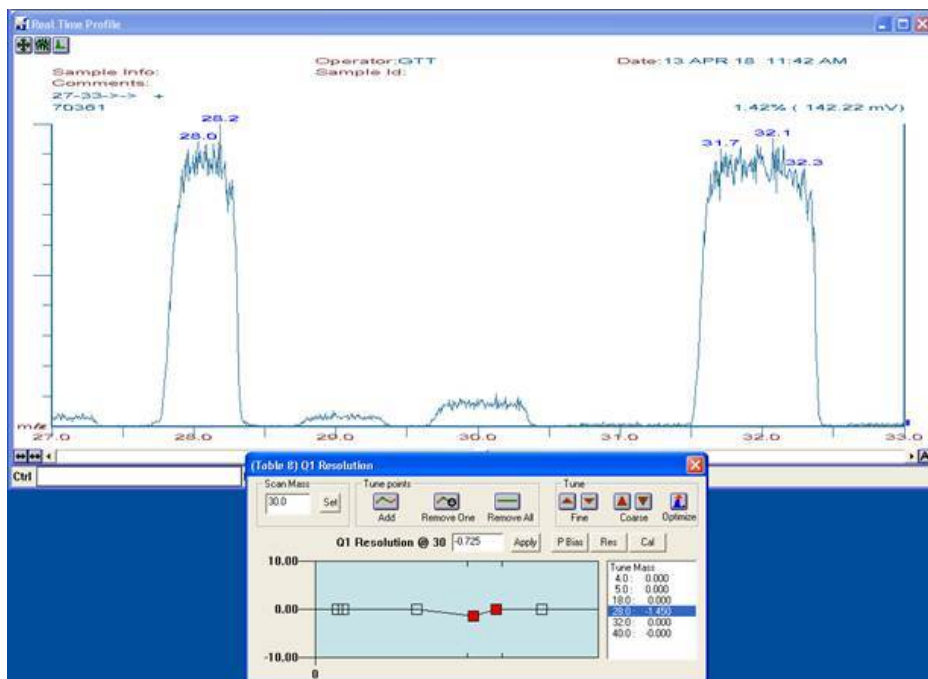 Real Time Profile
Operator:GTT Date:13 APR 18 11:42 AM
Sample Info: Sample Id:
Comments:
27-33->-> +
70361 1.42% ( 142.22 mV)
28.2
28.0 31.7 32.1
32.3
m/z
27.0 28.0 29.0 30.0 31.0 32.0 33.0
A
Ctrl
(Table 8) Q1 Resolution
Scan Mass Tune points Tune
30.0 Set
Add Remove One Remove All Fine Coarse Optimize
Q1 Resolution @ 30 -0.725 Apply P Bias Res Cal
10.00
0.00
-10.00
0
Tune Mass
4.0: 0.000
5.0: 0.000
18.0: 0.000
28.0: -1.450
32.0: 0.000
40.0: -0.000